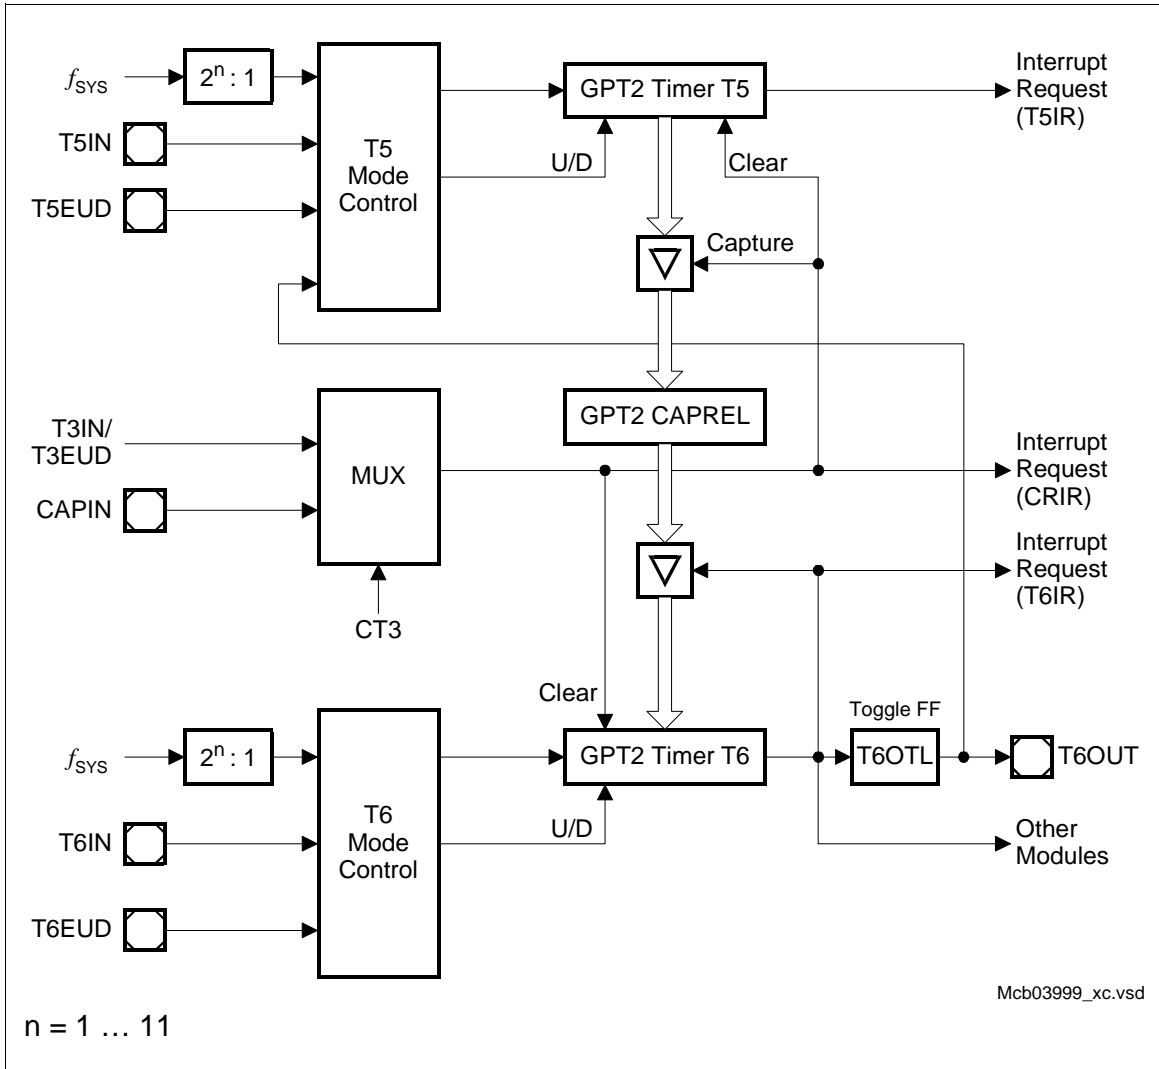 f SYS
2n : 1
T5IN
T5EUD
T5
Mode
Control
GPT2 Timer T5
U/D
Clear
Interrupt
Request
(T5IR)
Capture
GPT2 CAPREL
T3IN/
T3EUD
CAPIN
MUX
CT3
Interrupt
Request
(CRIR)
Interrupt
Request
(T6IR)
Clear
f SYS
2n : 1
T6IN
T6EUD
T6
Mode
Control
GPT2 Timer T6
U/D
Toggle FF
T6OTL
T6OUT
Other
Modules
Mcb03999_xc.vsd
n = 1 … 11